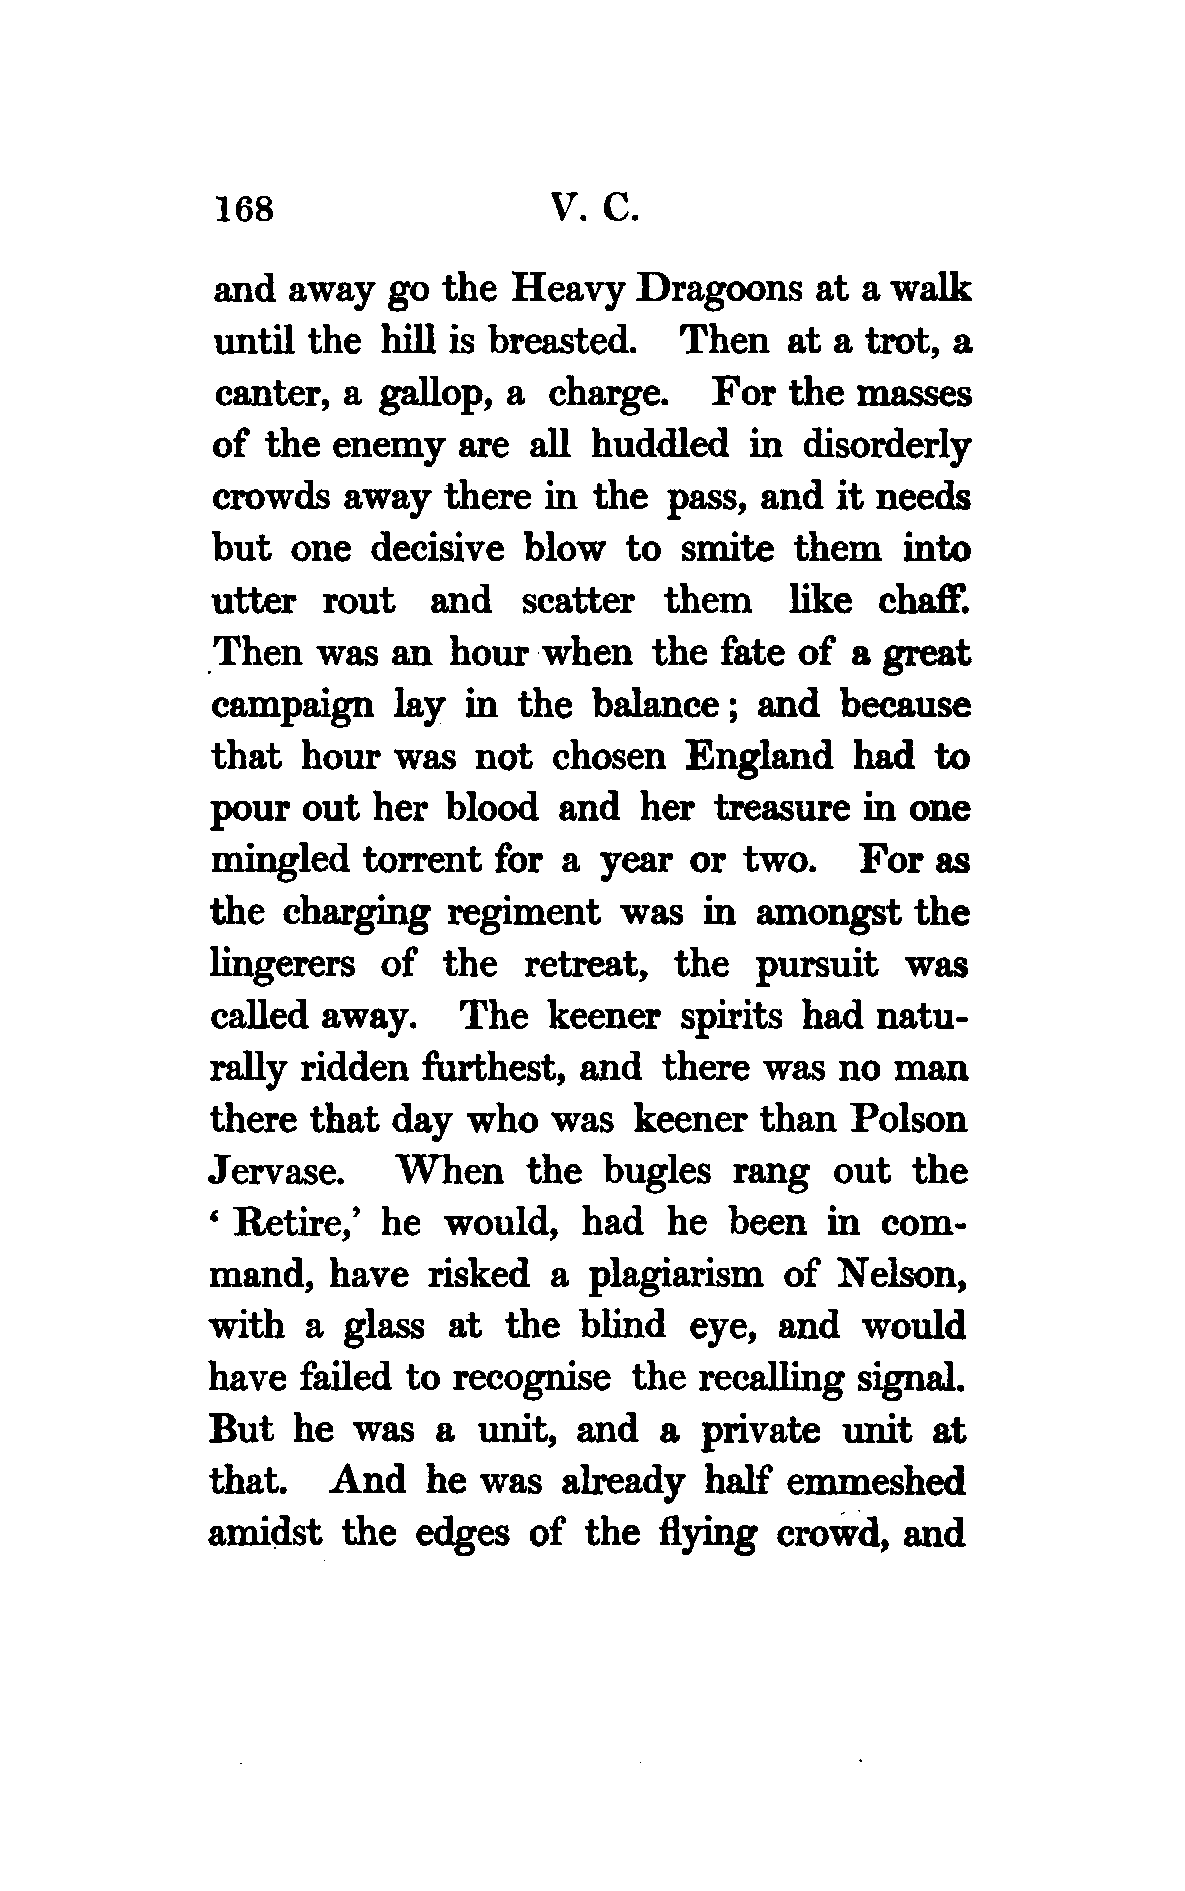 168 V. C.
and away go the Heavy Dragoons at a walk
until the hill is breasted. Then at a trot, a
canter, a gallop, a charge. For the masses
of the enemy are all huddled in disorderly
crowds away there in the pass, and it needs
but one decisive blow to smite them into
utter rout and scatter them like chaff.
Then was an hour when the fate of a great
campaign lay in the balance; and because
that hour was not chosen England had to
pour out her blood and her treasure in one
mingled torrent for a year or two. For as
the charging regiment was in amongst the
lingerers of the retreat, the pursuit was
called away. The keener spirits had natu-
rally ridden furthest, and there was no man
there that day who was keener than Polson
Jervase. When the bugles rang out the
‘ Retire,’ he would, had he been in com-
mand, have risked a plagiarism of Nelson,
with a glass at the blind eye, and would
have failed to recognise the recalling signal.
But he was a unit, and a private unit at
that. And he was already half emmeshed
amidst the edges of the flying crowd, and